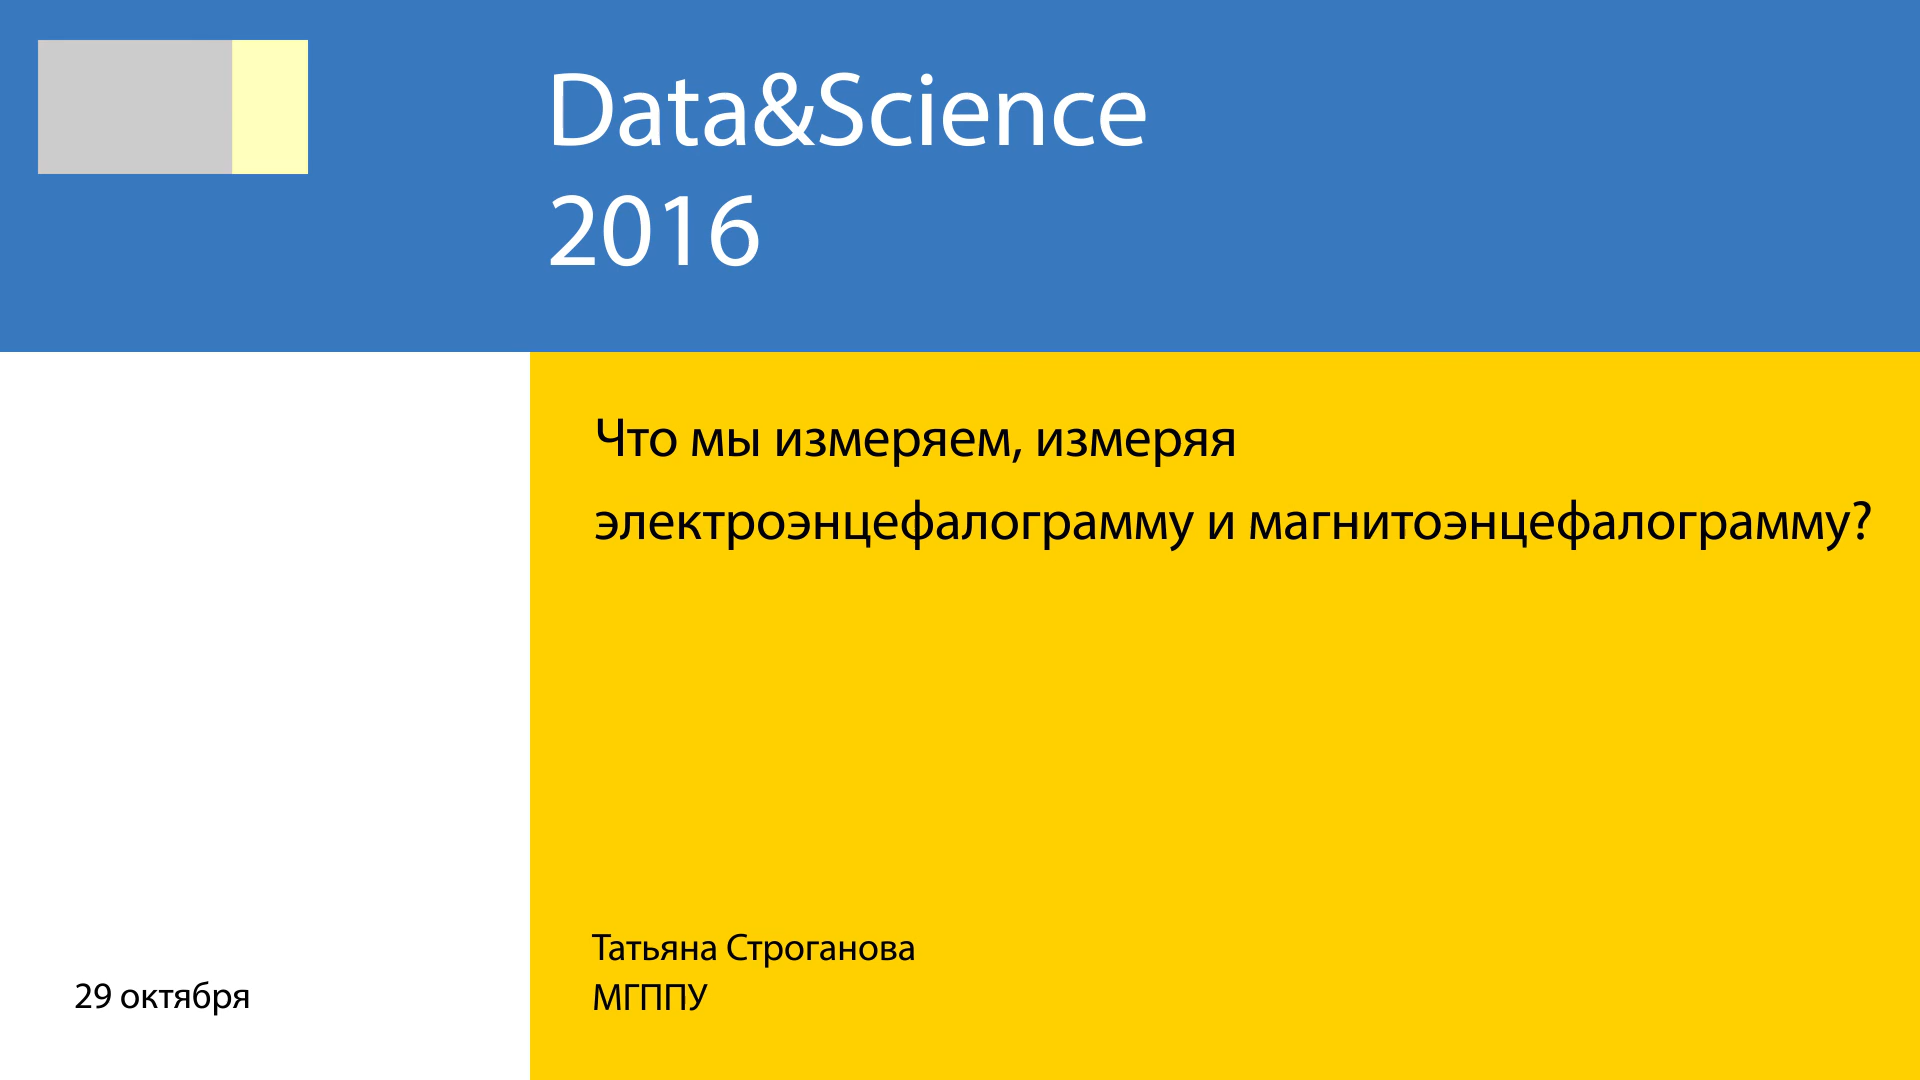 Data&Science
2016
Что мы измеряем, измеряя
электроэнцефалограмму и магнитоэнцефалограмму?
Татьяна Строганова
МГППУ
29 октября